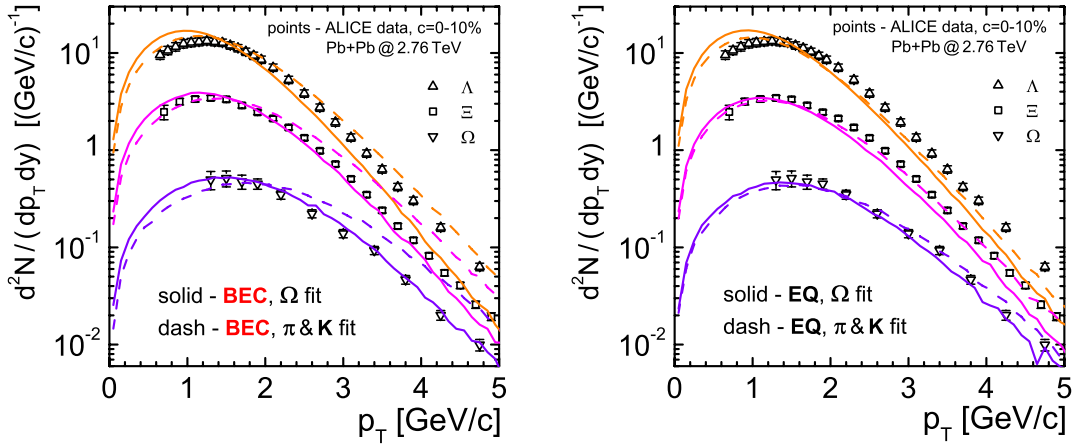 points - ALICE data, c=0-10%
Pb+Pb @ 2.76 TeV
Λ
Ξ
Ω
solid - BEC, Ω fit
dash - BEC, π & K fit
d²N / ( dp_T dy) [(GeV/c)⁻¹]
10¹
1
10⁻¹
10⁻²
0 1 2 3 4 5
p_T [GeV/c]
points - ALICE data, c=0-10%
Pb+Pb @ 2.76 TeV
Λ
Ξ
Ω
solid - EQ, Ω fit
dash - EQ, π & K fit
d²N / ( dp_T dy) [(GeV/c)⁻¹]
10¹
1
10⁻¹
10⁻²
0 1 2 3 4 5
p_T [GeV/c]